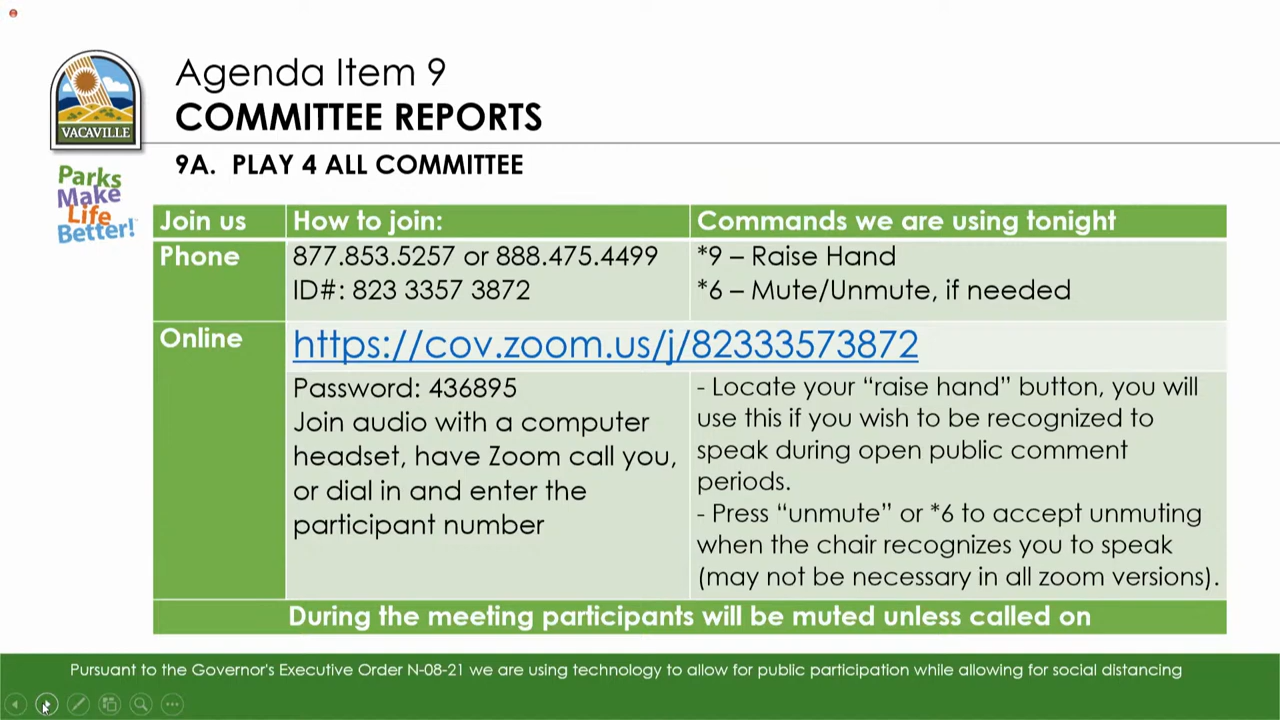 Agenda Item 9
COMMITTEE REPORTS
VACAVILLE
9A. PLAY 4 ALL COMMITTEE
Parks
Make
Life
Better!
Join us How to join: Commands we are using tonight
Phone 877.853.5257 or 888.475.4499 *9 – Raise Hand
ID#: 823 3357 3872 *6 – Mute/Unmute, if needed
Online https://cov.zoom.us/j/82333573872
Password: 436895
Join audio with a computer
headset, have Zoom call you,
or dial in and enter the
participant number
- Locate your “raise hand” button, you will
use this if you wish to be recognized to
speak during open public comment
periods.
- Press “unmute” or *6 to accept unmuting
when the chair recognizes you to speak
(may not be necessary in all zoom versions).
During the meeting participants will be muted unless called on
Pursuant to the Governor's Executive Order N-08-21 we are using technology to allow for public participation while allowing for social distancing